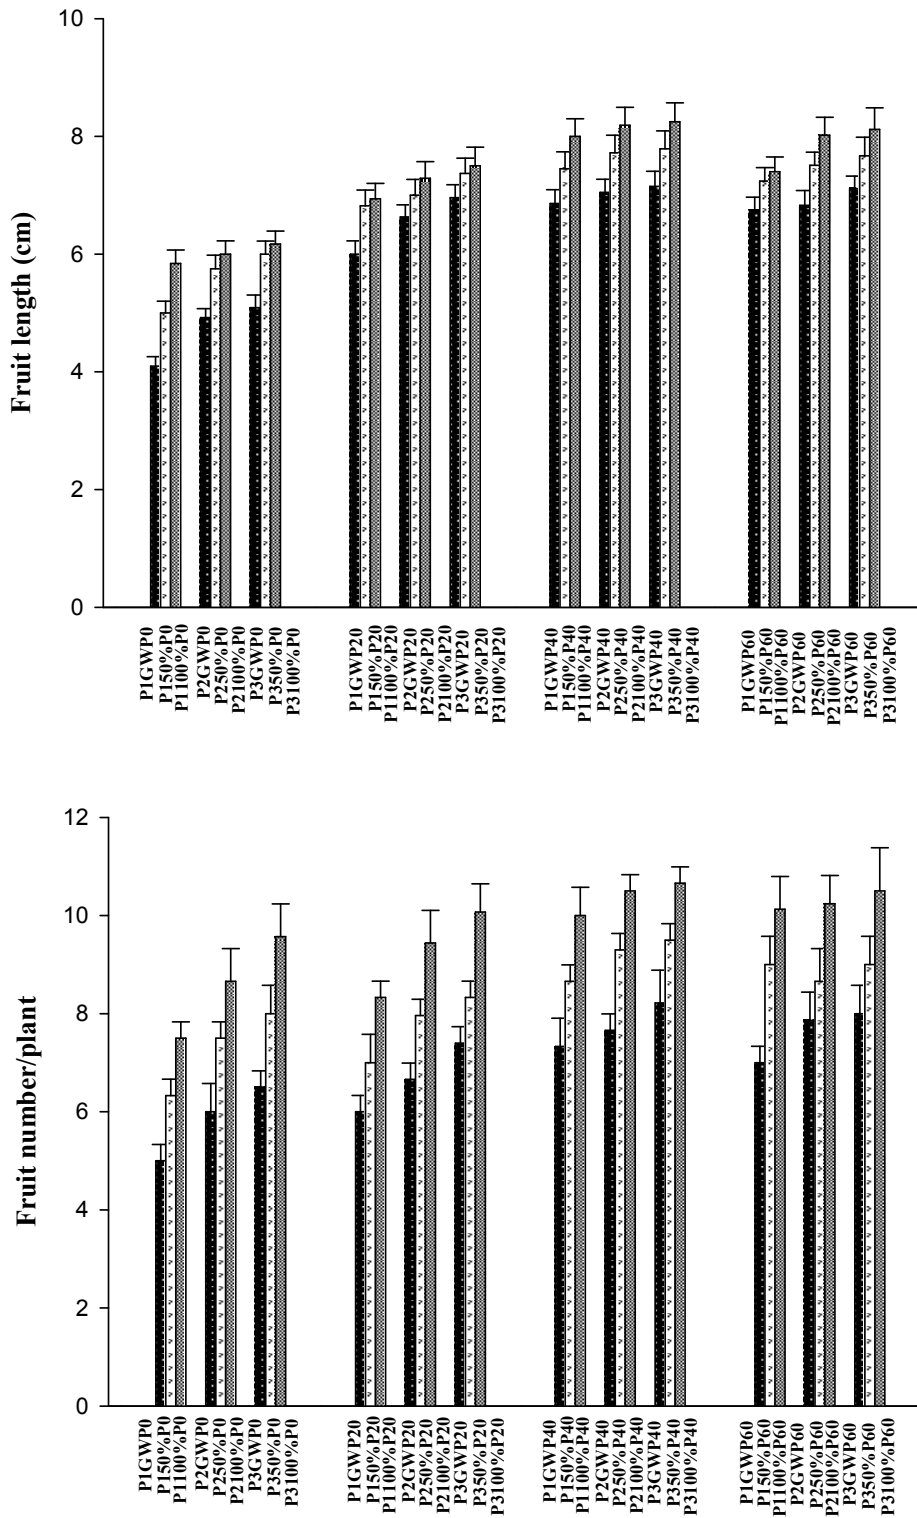 10
8
6
4
2
0
Fruit length (cm)
P1GWP0
P150%P0
P1100%P0
P2GWP0
P250%P0
P2100%P0
P3GWP0
P350%P0
P3100%P0
P1GWP20
P150%P20
P1100%P20
P2GWP20
P250%P20
P2100%P20
P3GWP20
P350%P20
P3100%P20
P1GWP40
P150%P40
P1100%P40
P2GWP40
P250%P40
P2100%P40
P3GWP40
P350%P40
P3100%P40
P1GWP60
P150%P60
P1100%P60
P2GWP60
P250%P60
P2100%P60
P3GWP60
P350%P60
P3100%P60
12
10
8
6
4
2
0
Fruit number/plant
P1GWP0
P150%P0
P1100%P0
P2GWP0
P250%P0
P2100%P0
P3GWP0
P350%P0
P3100%P0
P1GWP20
P150%P20
P1100%P20
P2GWP20
P250%P20
P2100%P20
P3GWP20
P350%P20
P3100%P20
P1GWP40
P150%P40
P1100%P40
P2GWP40
P250%P40
P2100%P40
P3GWP40
P350%P40
P3100%P40
P1GWP60
P150%P60
P1100%P60
P2GWP60
P250%P60
P2100%P60
P3GWP60
P350%P60
P3100%P60